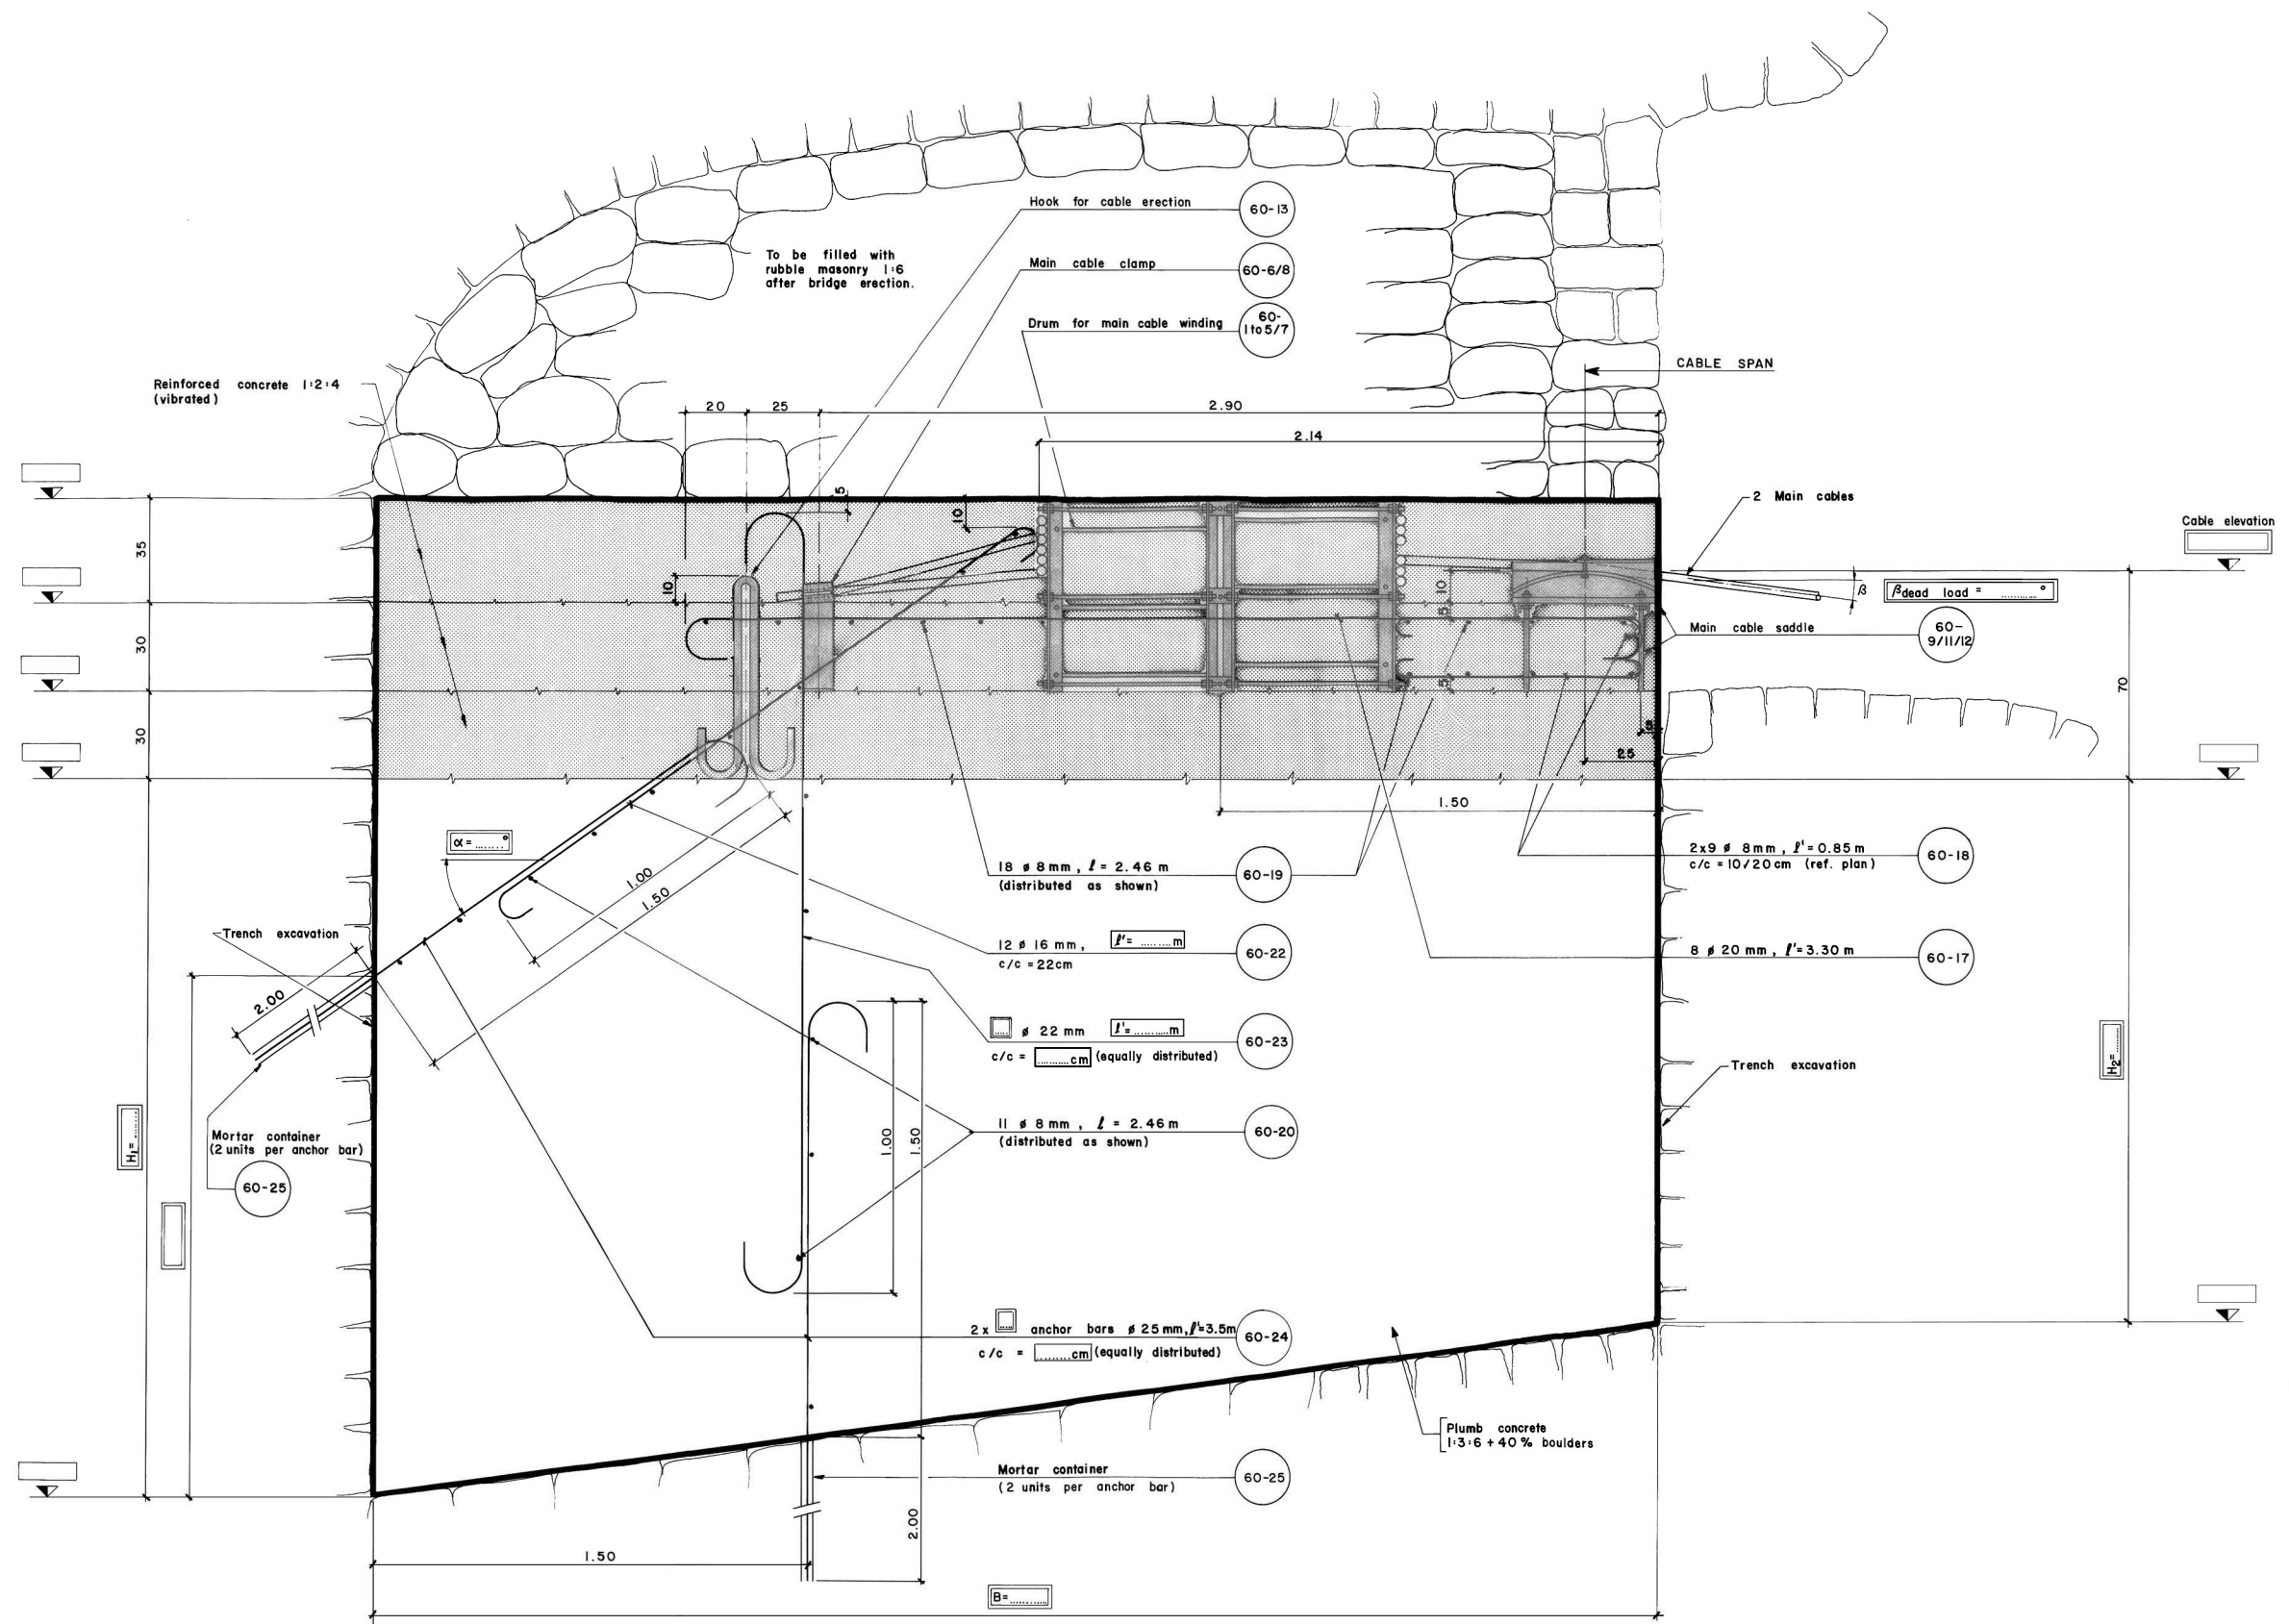 Hook for cable erection
60-13
To be filled with
rubble masonry 1:6
after bridge erection.
Main cable clamp
60-6/8
Drum for main cable winding
60-
1 to 5/7
CABLE SPAN
Reinforced concrete 1:2:4
(vibrated)
20
25
2.90
2.14
2 Main cables
Cable elevation
5
10
35
10
10
5
β
βdead load = .......... °
Main cable saddle
60-
9/11/12
30
5
70
30
5
25
1.50
α = ....... °
18 ø 8mm, ℓ = 2.46 m
(distributed as shown)
60-19
2x9 ø 8mm, ℓ' = 0.85 m
c/c = 10/20 cm (ref. plan)
60-18
1.00
1.50
Trench excavation
12 ø 16 mm, ℓ' = ........ m
c/c = 22cm
60-22
8 ø 20 mm, ℓ' = 3.30 m
60-17
2.00
..... ø 22 mm ℓ' = .......... m
c/c = .......... cm (equally distributed)
60-23
H2= .......
Trench excavation
H1= .......
Mortar container
(2 units per anchor bar)
60-25
11 ø 8 mm, ℓ = 2.46 m
(distributed as shown)
60-20
1.00
1.50
2 x ..... anchor bars ø 25 mm, ℓ'=3.5m
c/c = ........ cm (equally distributed)
60-24
Plumb concrete
1:3:6 + 40 % boulders
Mortar container
(2 units per anchor bar)
60-25
2.00
1.50
B= ..........